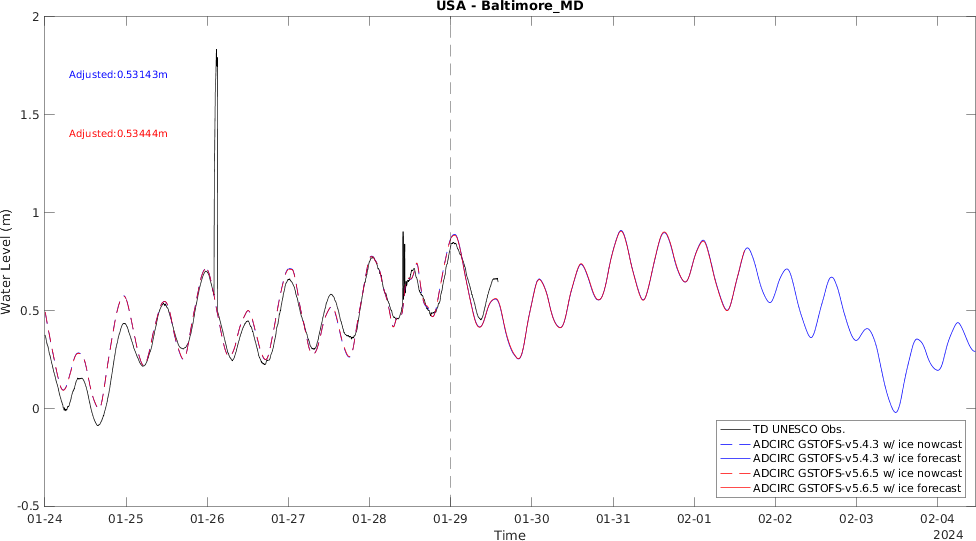 USA - Baltimore_MD
2
Adjusted:0.53143m
1.5
Adjusted:0.53444m
1
Water Level (m)
0.5
0
TD UNESCO Obs.
ADCIRC GSTOFS-v5.4.3 w/ ice nowcast
ADCIRC GSTOFS-v5.4.3 w/ ice forecast
ADCIRC GSTOFS-v5.6.5 w/ ice nowcast
ADCIRC GSTOFS-v5.6.5 w/ ice forecast
-0.5
01-24 01-25 01-26 01-27 01-28 01-29 01-30 01-31 02-01 02-02 02-03 02-04
Time
2024